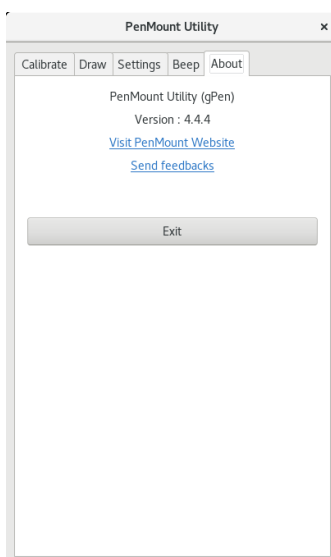 PenMount Utility ×
Calibrate Draw Settings Beep About
PenMount Utility (gPen)
Version : 4.4.4
Visit PenMount Website
Send feedbacks
Exit